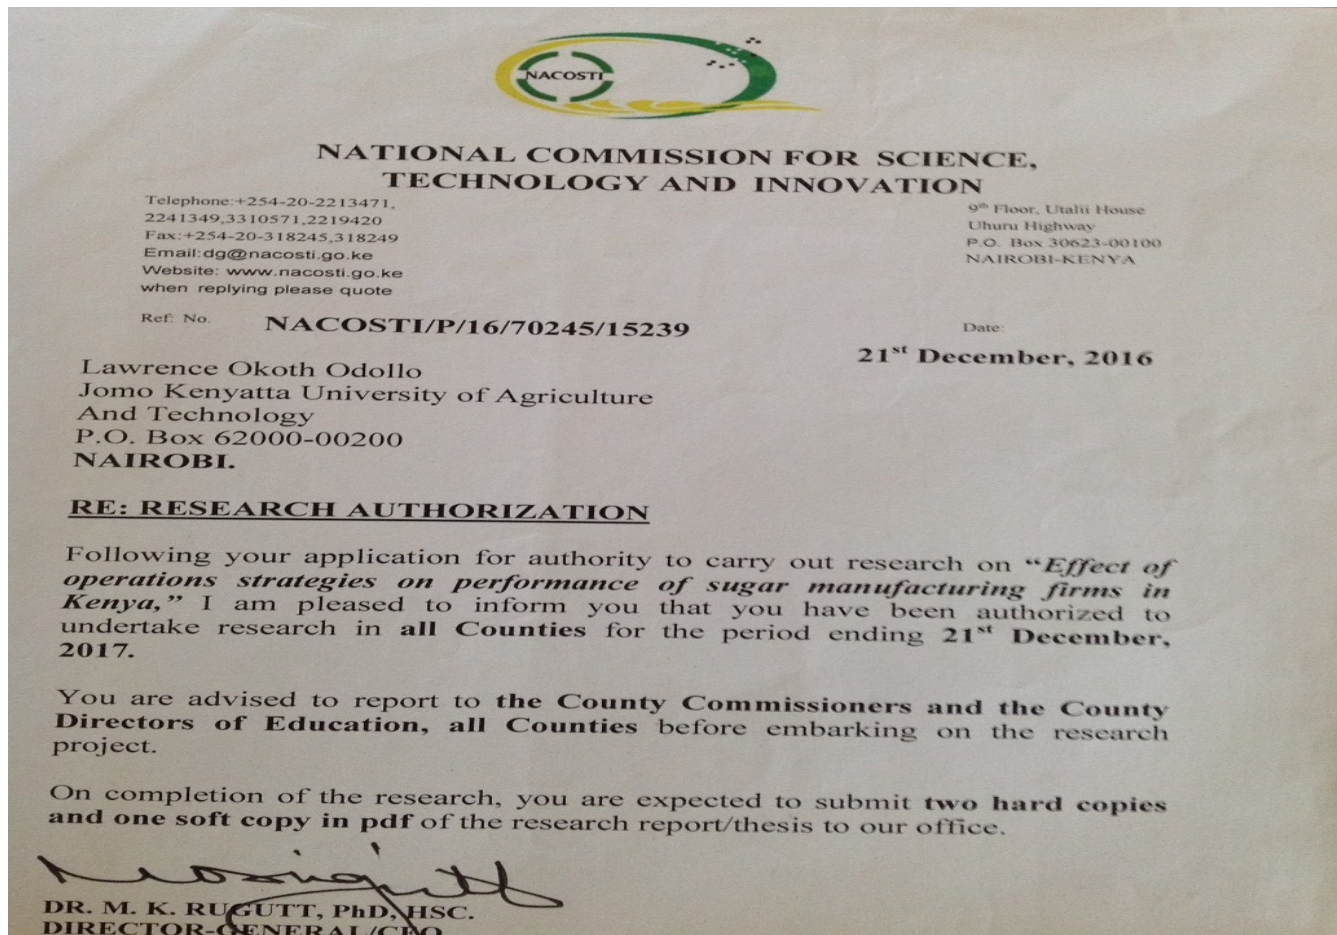 NACOSTI
NATIONAL COMMISSION FOR SCIENCE,
TECHNOLOGY AND INNOVATION
Telephone:+254-20-2213471,
2241349,3310571,2219420
Fax:+254-20-318245,318249
Email:dg@nacosti.go.ke
Website: www.nacosti.go.ke
when replying please quote
9th Floor, Utalii House
Uhuru Highway
P.O. Box 30623-00100
NAIROBI-KENYA
Ref: No. NACOSTI/P/16/70245/15239
Date:
21st December, 2016
Lawrence Okoth Odollo
Jomo Kenyatta University of Agriculture
And Technology
P.O. Box 62000-00200
NAIROBI.
RE: RESEARCH AUTHORIZATION
Following your application for authority to carry out research on “Effect of
operations strategies on performance of sugar manufacturing firms in
Kenya,” I am pleased to inform you that you have been authorized to
undertake research in all Counties for the period ending 21st December,
2017.
You are advised to report to the County Commissioners and the County
Directors of Education, all Counties before embarking on the research
project.
On completion of the research, you are expected to submit two hard copies
and one soft copy in pdf of the research report/thesis to our office.
DR. M. K. RUGUTT, PhD, HSC.
DIRECTOR-GENERAL/CEO